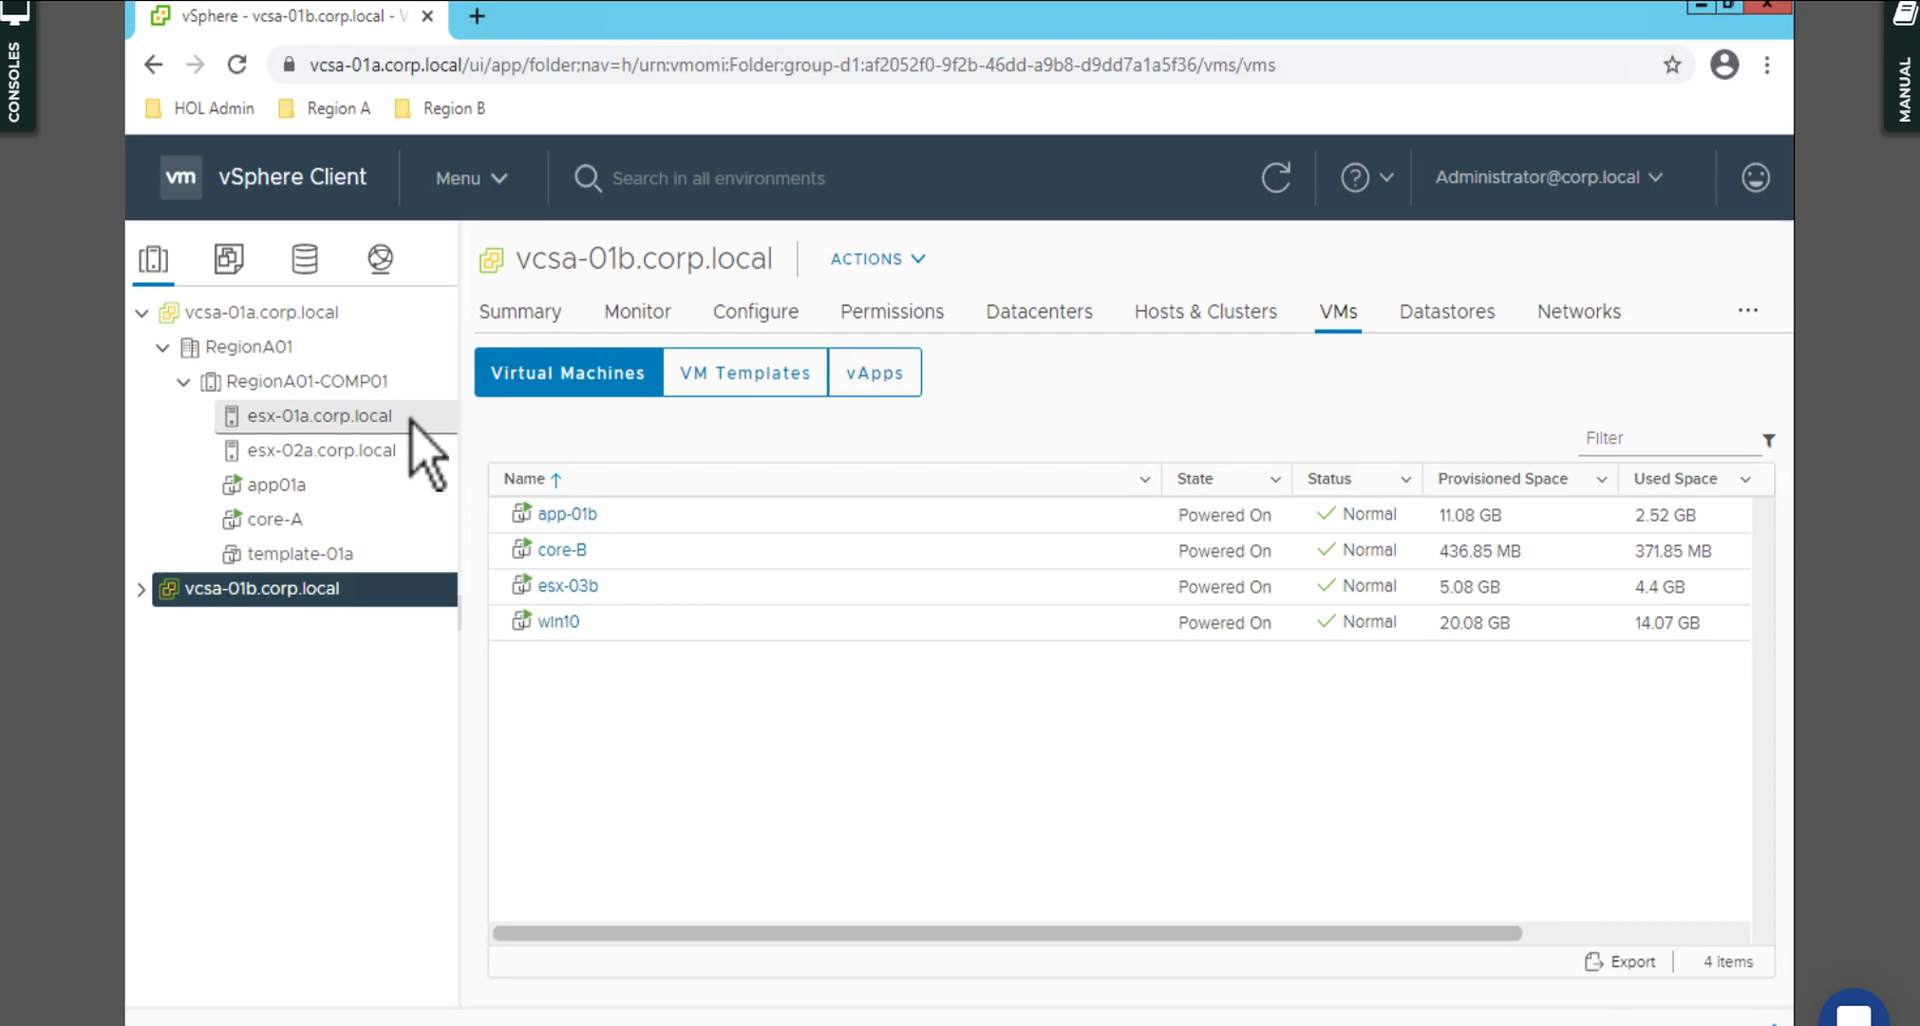 CONSOLES
MANUAL
vSphere - vcsa-01b.corp.local -
vcsa-01a.corp.local/ui/app/folder;nav=h/urn:vmomi:Folder:group-d1:af2052f0-9f2b-46dd-a9b8-d9dd7a1a5f36/vms/vms
HOL Admin Region A Region B
vm vSphere Client Menu Search in all environments Administrator@corp.local
vcsa-01b.corp.local ACTIONS
Summary Monitor Configure Permissions Datacenters Hosts & Clusters VMs Datastores Networks ...
vcsa-01a.corp.local
RegionA01
RegionA01-COMP01
esx-01a.corp.local
esx-02a.corp.local
app01a
core-A
template-01a
vcsa-01b.corp.local
Virtual Machines VM Templates vApps
Filter
Name State Status Provisioned Space Used Space
app-01b Powered On Normal 11.08 GB 2.52 GB
core-B Powered On Normal 436.85 MB 371.85 MB
esx-03b Powered On Normal 5.08 GB 4.4 GB
win10 Powered On Normal 20.08 GB 14.07 GB
Export 4 items